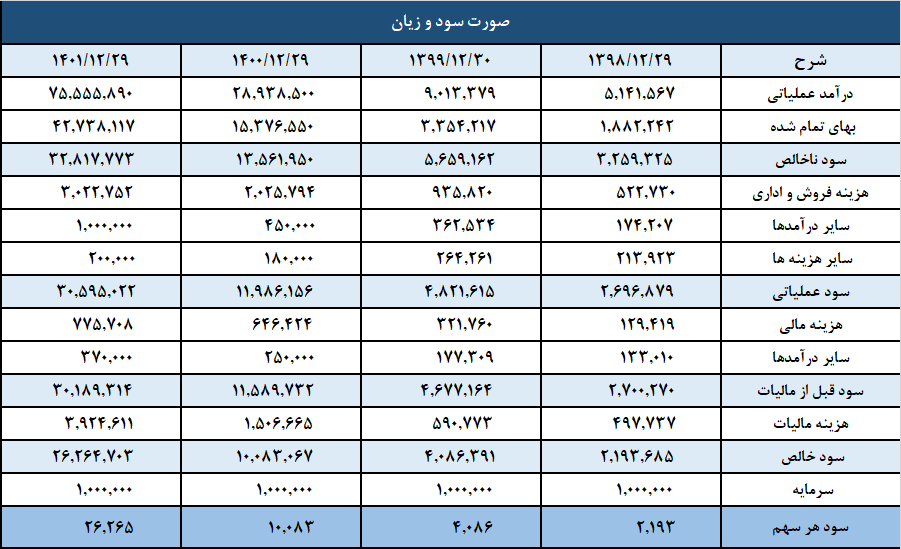 صورت سود و زیان
شرح ۱۳۹۸/۱۲/۲۹ ۱۳۹۹/۱۲/۳۰ ۱۴۰۰/۱۲/۲۹ ۱۴۰۱/۱۲/۲۹
درآمد عملیاتی ۵,۱۴۱,۵۶۷ ۹,۰۱۳,۳۷۹ ۲۸,۹۳۸,۵۰۰ ۷۵,۵۵۵,۸۹۰
بهای تمام شده ۱,۸۸۲,۲۴۲ ۳,۳۵۴,۲۱۷ ۱۵,۳۷۶,۵۵۰ ۴۲,۷۳۸,۱۱۷
سود ناخالص ۳,۲۵۹,۳۲۵ ۵,۶۵۹,۱۶۲ ۱۳,۵۶۱,۹۵۰ ۳۲,۸۱۷,۷۷۳
هزینه فروش و اداری ۵۲۲,۷۳۰ ۹۳۵,۸۲۰ ۲,۰۲۵,۷۹۴ ۳,۰۲۲,۷۵۲
سایر درآمدها ۱۷۴,۲۰۷ ۳۶۲,۵۳۴ ۴۵۰,۰۰۰ ۱,۰۰۰,۰۰۰
سایر هزینه ها ۲۱۳,۹۲۳ ۲۶۴,۲۶۱ ۱۸۰,۰۰۰ ۲۰۰,۰۰۰
سود عملیاتی ۲,۶۹۶,۸۷۹ ۴,۸۲۱,۶۱۵ ۱۱,۹۸۶,۱۵۶ ۳۰,۵۹۵,۰۲۲
هزینه مالی ۱۲۹,۴۱۹ ۳۲۱,۷۶۰ ۶۴۶,۴۲۴ ۷۷۵,۷۰۸
سایر درآمدها ۱۳۳,۰۱۰ ۱۷۷,۳۰۹ ۲۵۰,۰۰۰ ۳۷۰,۰۰۰
سود قبل از مالیات ۲,۷۰۰,۲۷۰ ۴,۶۷۷,۱۶۴ ۱۱,۵۸۹,۷۳۲ ۳۰,۱۸۹,۳۱۴
هزینه مالیات ۴۹۷,۷۳۷ ۵۹۰,۷۷۳ ۱,۵۰۶,۶۶۵ ۳,۹۲۴,۶۱۱
سود خالص ۲,۱۹۳,۶۸۵ ۴,۰۸۶,۳۹۱ ۱۰,۰۸۳,۰۶۷ ۲۶,۲۶۴,۷۰۳
سرمایه ۱,۰۰۰,۰۰۰ ۱,۰۰۰,۰۰۰ ۱,۰۰۰,۰۰۰ ۱,۰۰۰,۰۰۰
سود هر سهم ۲,۱۹۳ ۴,۰۸۶ ۱۰,۰۸۳ ۲۶,۲۶۵